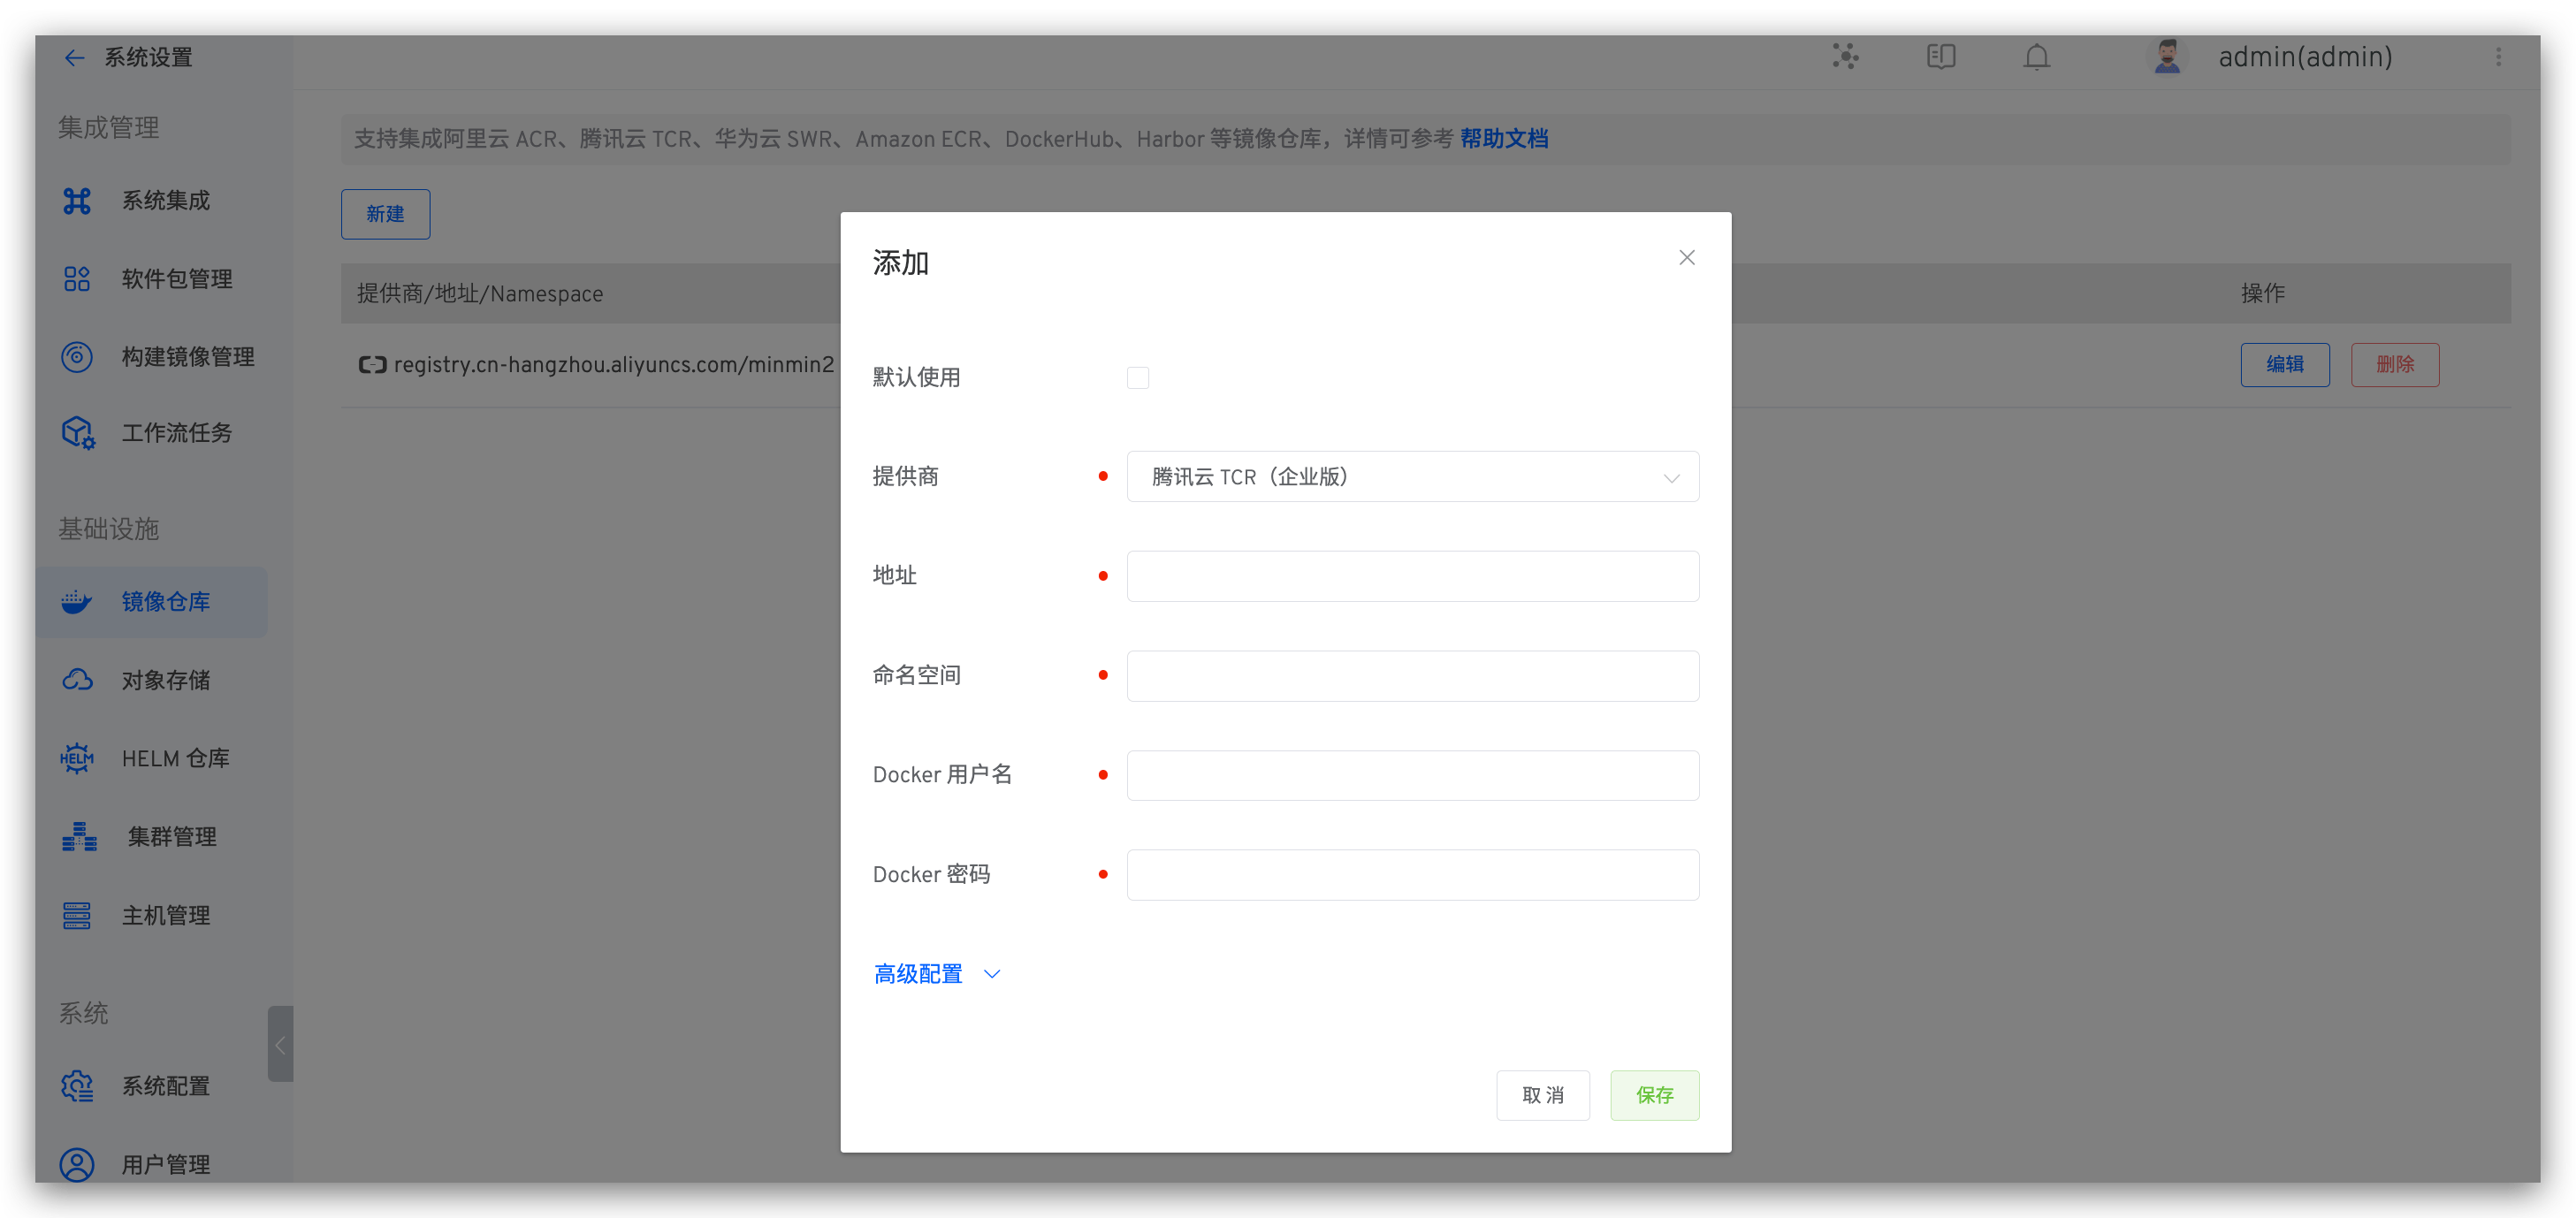 系统设置
admin(admin)
集成管理
系统集成
软件包管理
构建镜像管理
工作流任务
基础设施
镜像仓库
对象存储
HELM
HELM 仓库
集群管理
主机管理
系统
系统配置
用户管理
支持集成阿里云 ACR、腾讯云 TCR、华为云 SWR、Amazon ECR、DockerHub、Harbor 等镜像仓库，详情可参考 帮助文档
新建
提供商/地址/Namespace
操作
registry.cn-hangzhou.aliyuncs.com/minmin2
编辑
删除
添加
默认使用
提供商
腾讯云 TCR（企业版）
地址
命名空间
Docker 用户名
Docker 密码
高级配置
取 消
保存